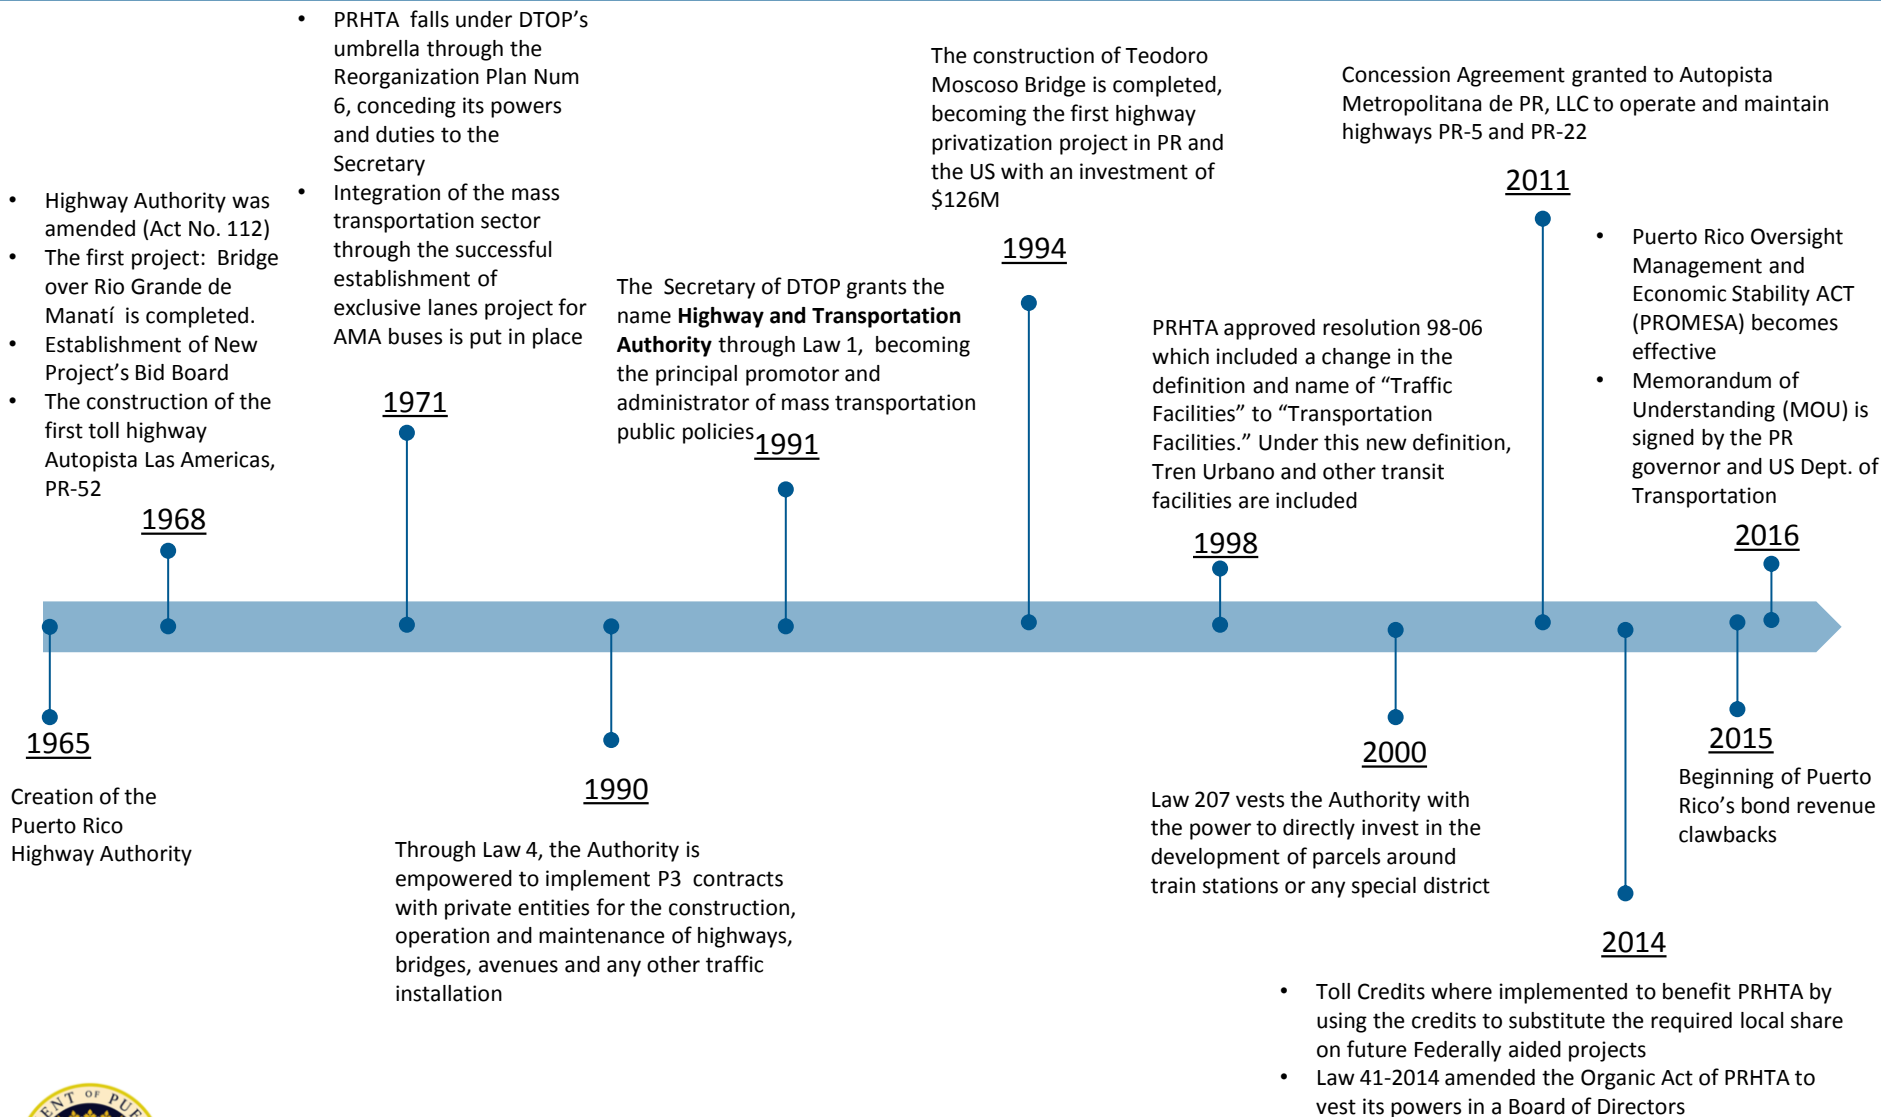 • Highway Authority was
amended (Act No. 112)
• The first project: Bridge
over Rio Grande de
Manatí is completed.
• Establishment of New
Project's Bid Board
• The construction of the
first toll highway
Autopista Las Americas,
PR-52
1968
• PRHTA falls under DTOP's
umbrella through the
Reorganization Plan Num
6, conceding its powers
and duties to the
Secretary
• Integration of the mass
transportation sector
through the successful
establishment of
exclusive lanes project for
AMA buses is put in place
1971
The Secretary of DTOP grants the
name Highway and Transportation
Authority through Law 1, becoming
the principal promotor and
administrator of mass transportation
public policies
1991
The construction of Teodoro
Moscoso Bridge is completed,
becoming the first highway
privatization project in PR and
the US with an investment of
$126M
1994
PRHTA approved resolution 98-06
which included a change in the
definition and name of “Traffic
Facilities” to “Transportation
Facilities.” Under this new definition,
Tren Urbano and other transit
facilities are included
1998
Concession Agreement granted to Autopista
Metropolitana de PR, LLC to operate and maintain
highways PR-5 and PR-22
2011
• Puerto Rico Oversight
Management and
Economic Stability ACT
(PROMESA) becomes
effective
• Memorandum of
Understanding (MOU) is
signed by the PR
governor and US Dept. of
Transportation
2016
1965
Creation of the
Puerto Rico
Highway Authority
1990
Through Law 4, the Authority is
empowered to implement P3 contracts
with private entities for the construction,
operation and maintenance of highways,
bridges, avenues and any other traffic
installation
2000
Law 207 vests the Authority with
the power to directly invest in the
development of parcels around
train stations or any special district
2015
Beginning of Puerto
Rico's bond revenue
clawbacks
2014
• Toll Credits where implemented to benefit PRHTA by
using the credits to substitute the required local share
on future Federally aided projects
• Law 41-2014 amended the Organic Act of PRHTA to
vest its powers in a Board of Directors
OF